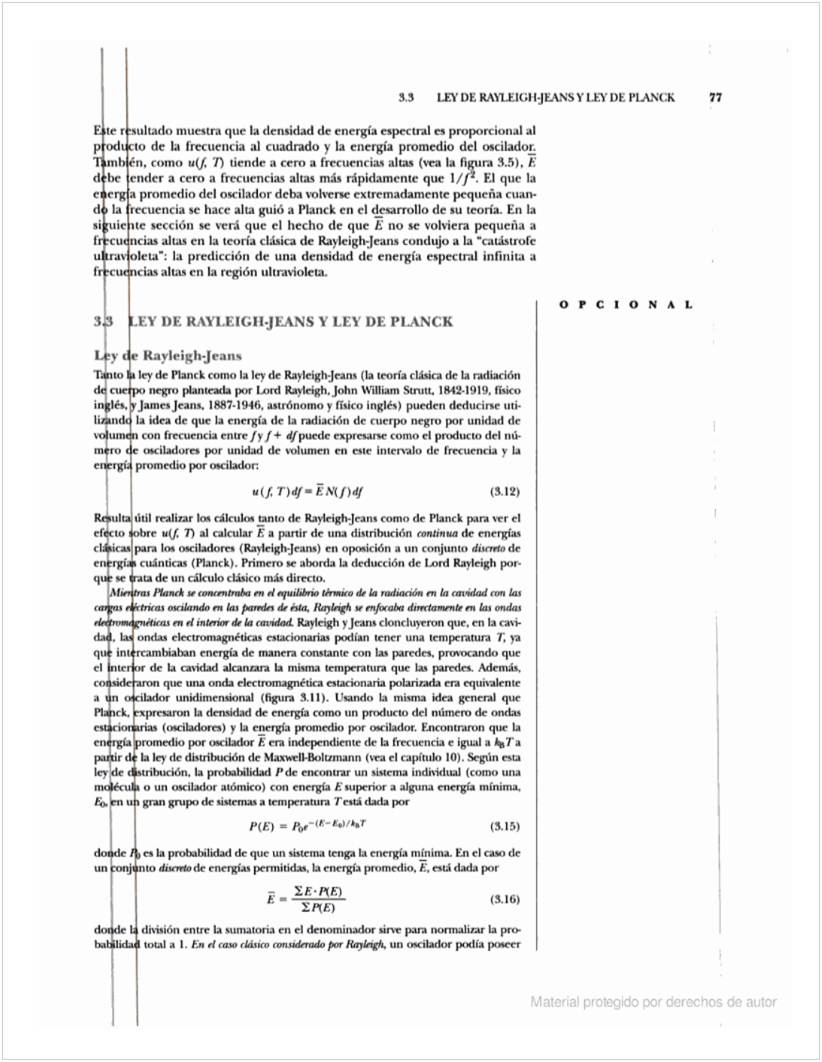 3.3 LEY DE RAYLEIGH-JEANS Y LEY DE PLANCK 77
Este resultado muestra que la densidad de energía espectral es proporcional al
producto de la frecuencia al cuadrado y la energía promedio del oscilador.
También, como u(f, T) tiende a cero a frecuencias altas (vea la figura 3.5), E̅
debe tender a cero a frecuencias altas más rápidamente que 1/f². El que la
energía promedio del oscilador deba volverse extremadamente pequeña cuan-
do la frecuencia se hace alta guió a Planck en el desarrollo de su teoría. En la
siguiente sección se verá que el hecho de que E̅ no se volviera pequeña a
frecuencias altas en la teoría clásica de Rayleigh-Jeans condujo a la "catástrofe
ultravioleta": la predicción de una densidad de energía espectral infinita a
frecuencias altas en la región ultravioleta.
OPCIONAL
3.3 LEY DE RAYLEIGH-JEANS Y LEY DE PLANCK
Ley de Rayleigh-Jeans
Tanto la ley de Planck como la ley de Rayleigh-Jeans (la teoría clásica de la radiación
de cuerpo negro planteada por Lord Rayleigh, John William Strutt, 1842-1919, físico
inglés, y James Jeans, 1887-1946, astrónomo y físico inglés) pueden deducirse uti-
lizando la idea de que la energía de la radiación de cuerpo negro por unidad de
volumen con frecuencia entre f y f + df puede expresarse como el producto del nú-
mero de osciladores por unidad de volumen en este intervalo de frecuencia y la
energía promedio por oscilador:
u(f, T)df = E̅ N(f)df (3.12)
Resulta útil realizar los cálculos tanto de Rayleigh-Jeans como de Planck para ver el
efecto sobre u(f, T) al calcular E̅ a partir de una distribución continua de energías
clásicas para los osciladores (Rayleigh-Jeans) en oposición a un conjunto discreto de
energías cuánticas (Planck). Primero se aborda la deducción de Lord Rayleigh por-
que se trata de un cálculo clásico más directo.
Mientras Planck se concentraba en el equilibrio térmico de la radiación en la cavidad con las
cargas eléctricas oscilando en las paredes de ésta, Rayleigh se enfocaba directamente en las ondas
electromagnéticas en el interior de la cavidad. Rayleigh y Jeans cloncluyeron que, en la cavi-
dad, las ondas electromagnéticas estacionarias podían tener una temperatura T, ya
que intercambiaban energía de manera constante con las paredes, provocando que
el interior de la cavidad alcanzara la misma temperatura que las paredes. Además,
consideraron que una onda electromagnética estacionaria polarizada era equivalente
a un oscilador unidimensional (figura 3.11). Usando la misma idea general que
Planck, expresaron la densidad de energía como un producto del número de ondas
estacionarias (osciladores) y la energía promedio por oscilador. Encontraron que la
energía promedio por oscilador E̅ era independiente de la frecuencia e igual a k_BT a
partir de la ley de distribución de Maxwell-Boltzmann (vea el capítulo 10). Según esta
ley de distribución, la probabilidad P de encontrar un sistema individual (como una
molécula o un oscilador atómico) con energía E superior a alguna energía mínima,
E₀, en un gran grupo de sistemas a temperatura T está dada por
P(E) = P₀e^−(E−E₀)/k_BT (3.15)
donde P₀ es la probabilidad de que un sistema tenga la energía mínima. En el caso de
un conjunto discreto de energías permitidas, la energía promedio, E̅, está dada por
E̅ = ΣE·P(E) / ΣP(E) (3.16)
donde la división entre la sumatoria en el denominador sirve para normalizar la pro-
babilidad total a 1. En el caso clásico considerado por Rayleigh, un oscilador podía poseer
Material protegido por derechos de autor